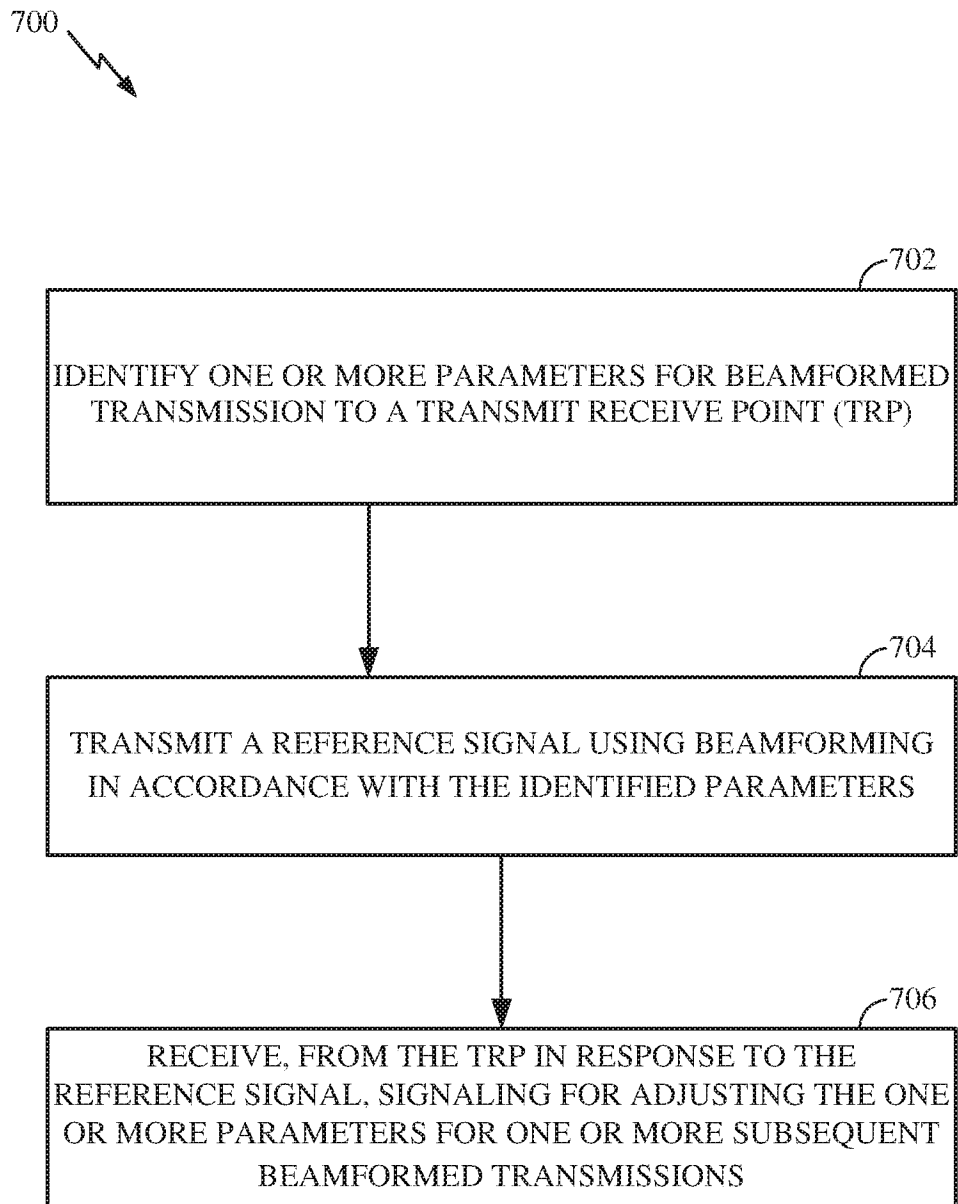 700
702
IDENTIFY ONE OR MORE PARAMETERS FOR BEAMFORMED
TRANSMISSION TO A TRANSMIT RECEIVE POINT (TRP)
704
TRANSMIT A REFERENCE SIGNAL USING BEAMFORMING
IN ACCORDANCE WITH THE IDENTIFIED PARAMETERS
706
RECEIVE, FROM THE TRP IN RESPONSE TO THE
REFERENCE SIGNAL, SIGNALING FOR ADJUSTING THE ONE
OR MORE PARAMETERS FOR ONE OR MORE SUBSEQUENT
BEAMFORMED TRANSMISSIONS